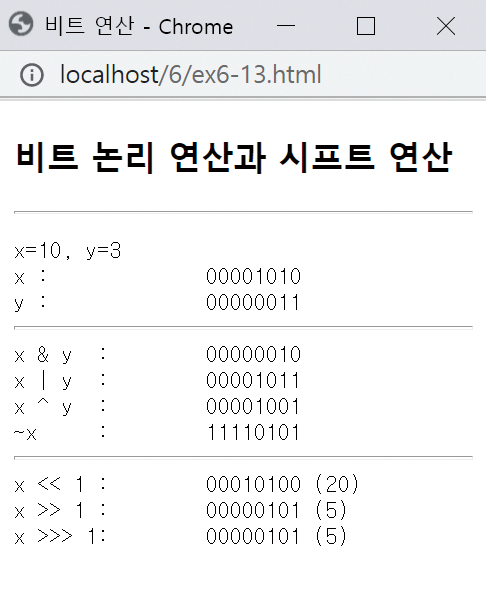 비트 연산 - Chrome
localhost/6/ex6-13.html
비트 논리 연산과 시프트 연산
x=10, y=3
x : 00001010
y : 00000011
x & y : 00000010
x | y : 00001011
x ^ y : 00001001
~x : 11110101
x << 1 : 00010100 (20)
x >> 1 : 00000101 (5)
x >>> 1: 00000101 (5)